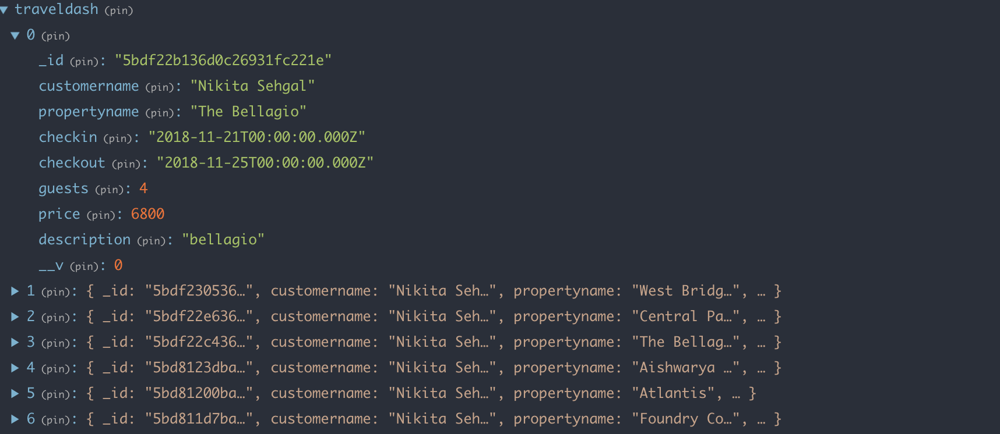 ▼ traveldash (pin)
▼ 0 (pin)
_id (pin): "5bdf22b136d0c26931fc221e"
customername (pin): "Nikita Sehgal"
propertyname (pin): "The Bellagio"
checkin (pin): "2018-11-21T00:00:00.000Z"
checkout (pin): "2018-11-25T00:00:00.000Z"
guests (pin): 4
price (pin): 6800
description (pin): "bellagio"
__v (pin): 0
▶ 1 (pin): { _id: "5bdf230536…", customername: "Nikita Seh…", propertyname: "West Bridg…", … }
▶ 2 (pin): { _id: "5bdf22e636…", customername: "Nikita Seh…", propertyname: "Central Pa…", … }
▶ 3 (pin): { _id: "5bdf22c436…", customername: "Nikita Seh…", propertyname: "The Bellag…", … }
▶ 4 (pin): { _id: "5bd8123dba…", customername: "Nikita Seh…", propertyname: "Aishwarya …", … }
▶ 5 (pin): { _id: "5bd81200ba…", customername: "Nikita Seh…", propertyname: "Atlantis", … }
▶ 6 (pin): { _id: "5bd811d7ba…", customername: "Nikita Seh…", propertyname: "Foundry Co…", … }